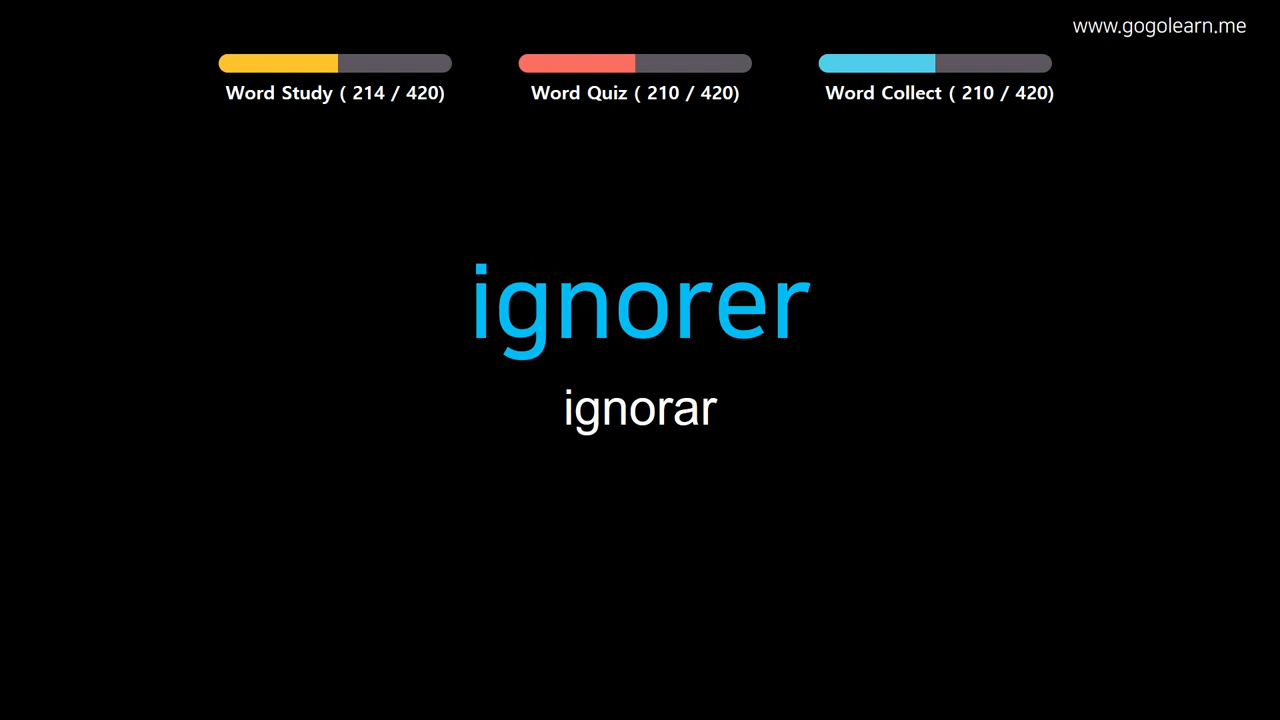 www.gogolearn.me
Word Study ( 214 / 420)
Word Quiz ( 210 / 420)
Word Collect ( 210 / 420)
ignorer
ignorar